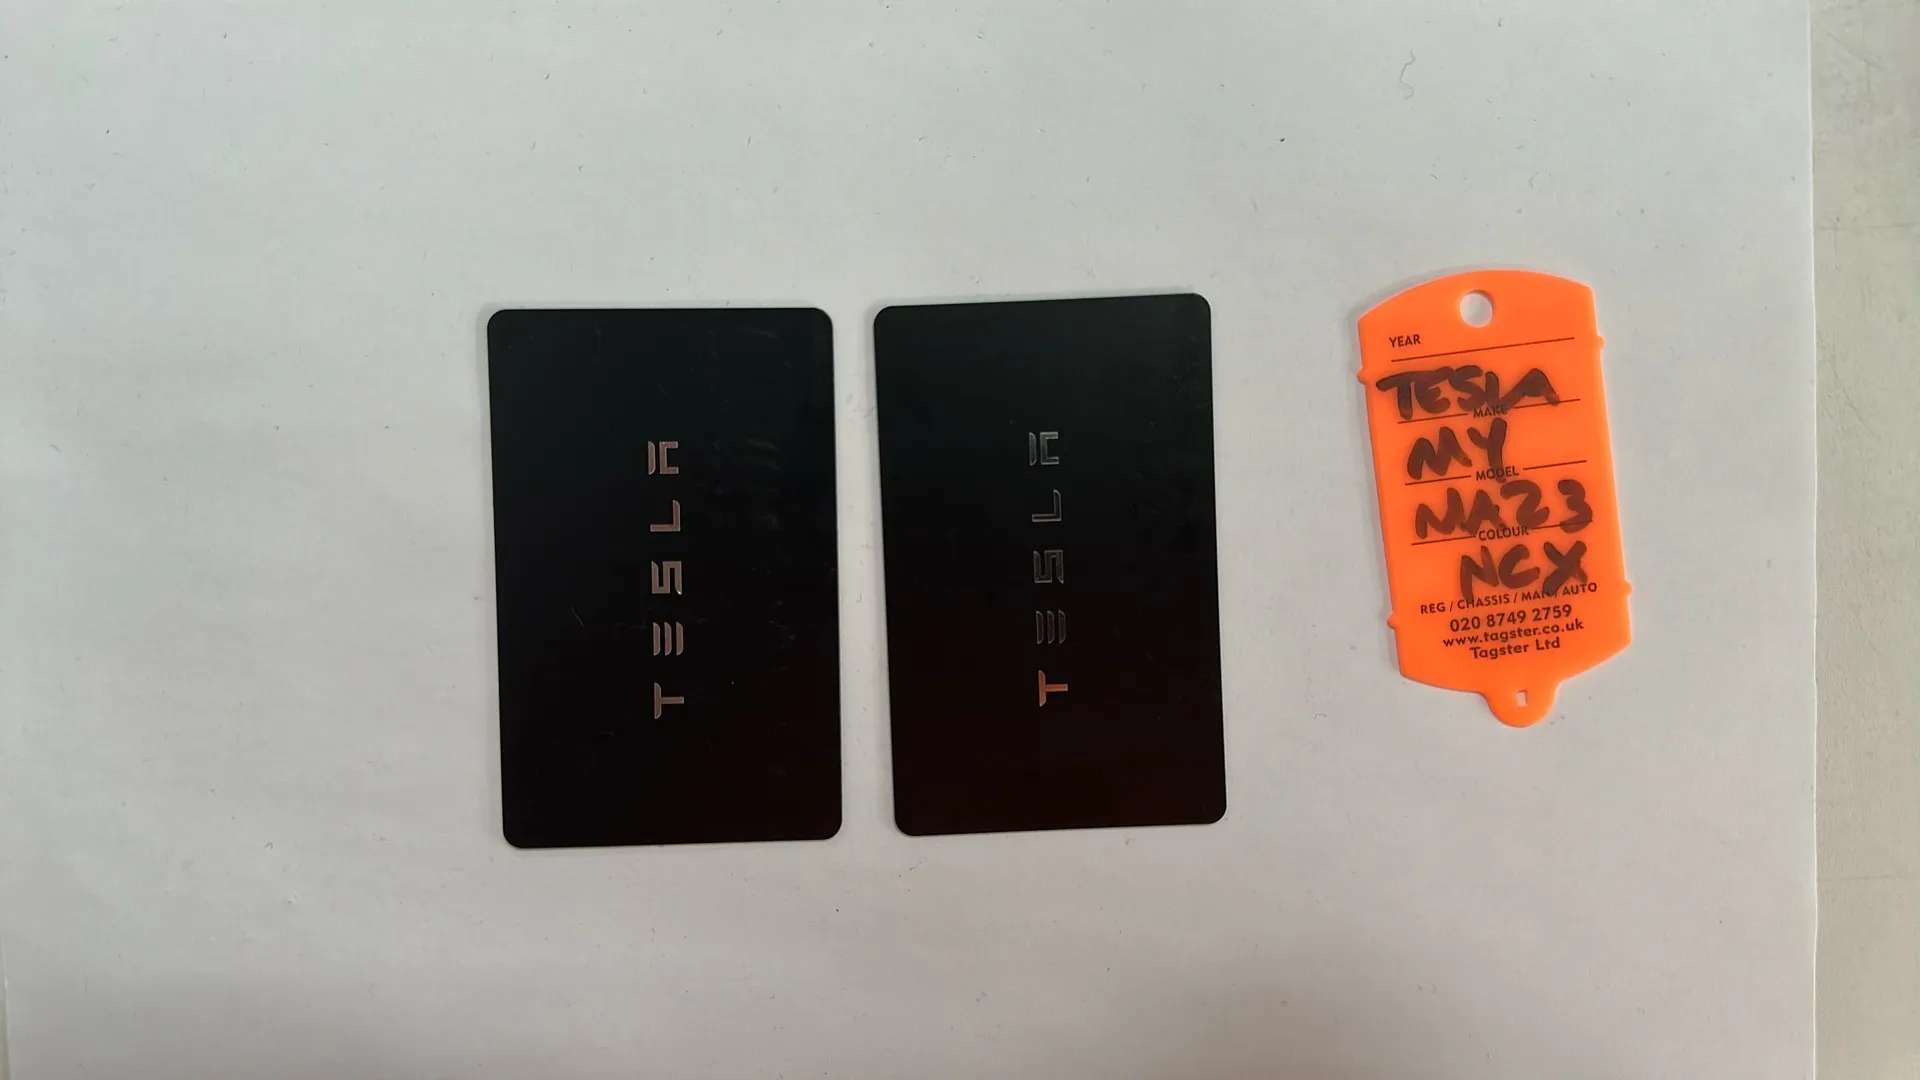 TESLA
TESLA
YEAR
TESLA
MAKE
MY
MODEL
NA23
COLOUR
NCX
REG / CHASSIS / MAN / AUTO
020 8749 2759
www.tagster.co.uk
Tagster Ltd